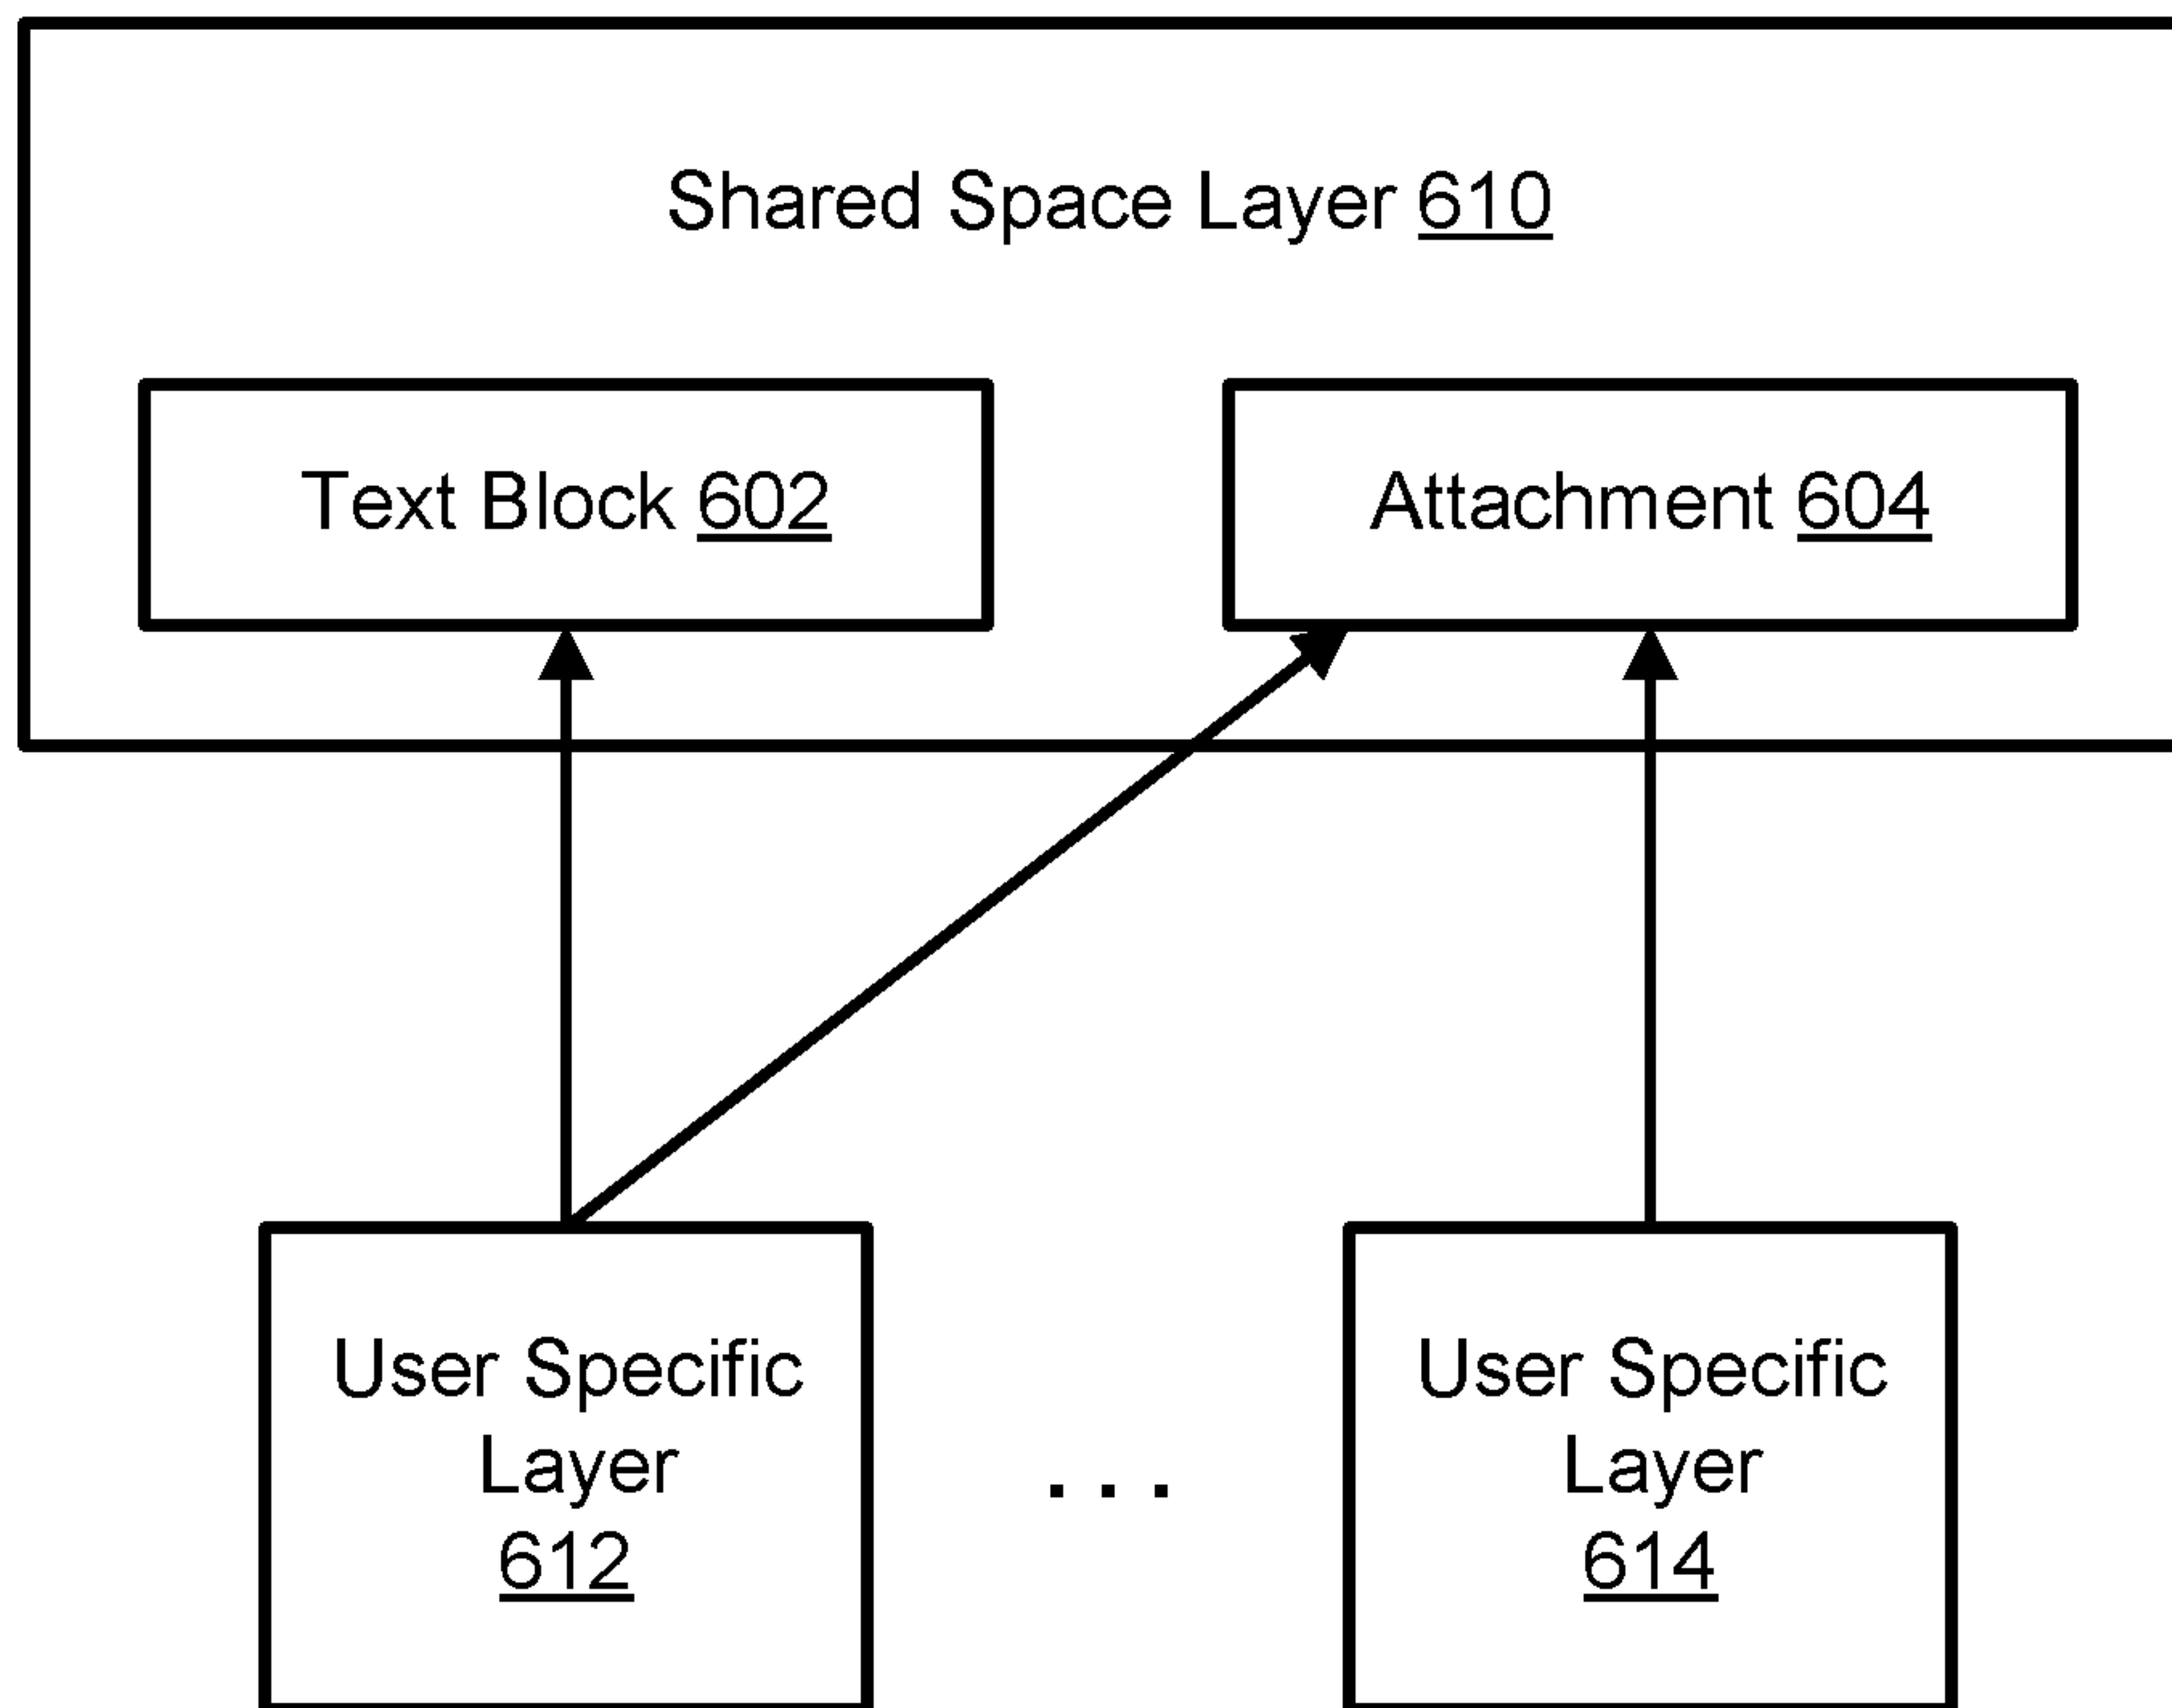 Shared Space Layer 610
Text Block 602
Attachment 604
User Specific
Layer
612
. . .
User Specific
Layer
614